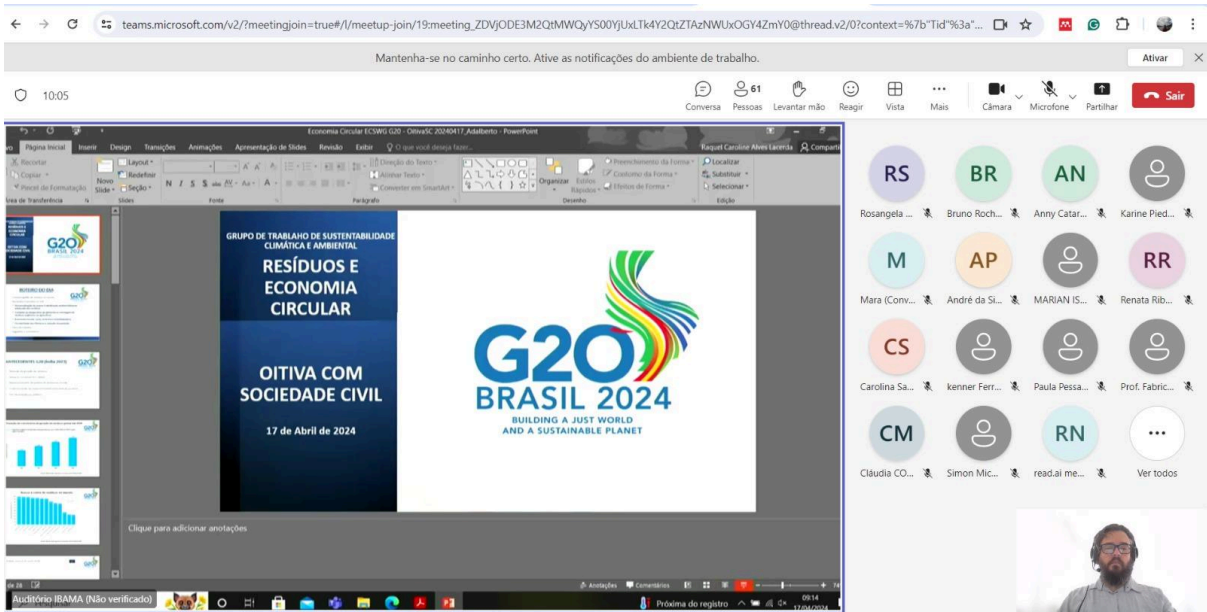 teams.microsoft.com/v2/?meetingjoin=true#/l/meetup-join/19:meeting_ZDVjODE3M2QtMWQyYS00YjUxLTk4Y2QtZTAzNWUxOGY4ZmY0@thread.v2/0?context=%7b"Tid"%3a"...
Mantenha-se no caminho certo. Ative as notificações do ambiente de trabalho.
Ativar
10:05
Conversa
61
Pessoas
Levantar mão
Reagir
Vista
Mais
Câmara
Microfone
Partilhar
Sair
Economia Circular ECSWG G20 - OitivaSC 20240417_Adalberto - PowerPoint
Página Inicial Inserir Design Transições Animações Apresentação de Slides Revisão Exibir O que você deseja fazer...
Raquel Caroline Alves Lacerda
Recortar
Copiar
Pincel de Formatação
Novo Slide
Layout
Redefinir
Seção
Direção do Texto
Alinhar Texto
Converter em SmartArt
Organizar
Estilos Rápidos
Preenchimento da Forma
Contorno da Forma
Efeitos de Forma
Localizar
Substituir
Selecionar
Slides
Fonte
Parágrafo
Desenho
Edição
GRUPO DE TRABLAHO DE SUSTENTABILIDADE
CLIMÁTICA E AMBIENTAL
RESÍDUOS E
ECONOMIA
CIRCULAR
OITIVA COM
SOCIEDADE CIVIL
17 de Abril de 2024
G20
BRASIL 2024
BUILDING A JUST WORLD
AND A SUSTAINABLE PLANET
Clique para adicionar anotações
Anotações
Comentários
Auditório IBAMA (Não verificado)
Próxima do registro
09:14
17/04/2024
RS
Rosangela ...
BR
Bruno Roch...
AN
Anny Catar...
Karine Pied...
M
Mara (Conv...
AP
André da Si...
MARIAN IS...
RR
Renata Rib...
CS
Carolina Sa...
kenner Ferr...
Paula Pessa...
Prof. Fabric...
CM
Cláudia CO...
Simon Mic...
RN
read.ai me...
Ver todos